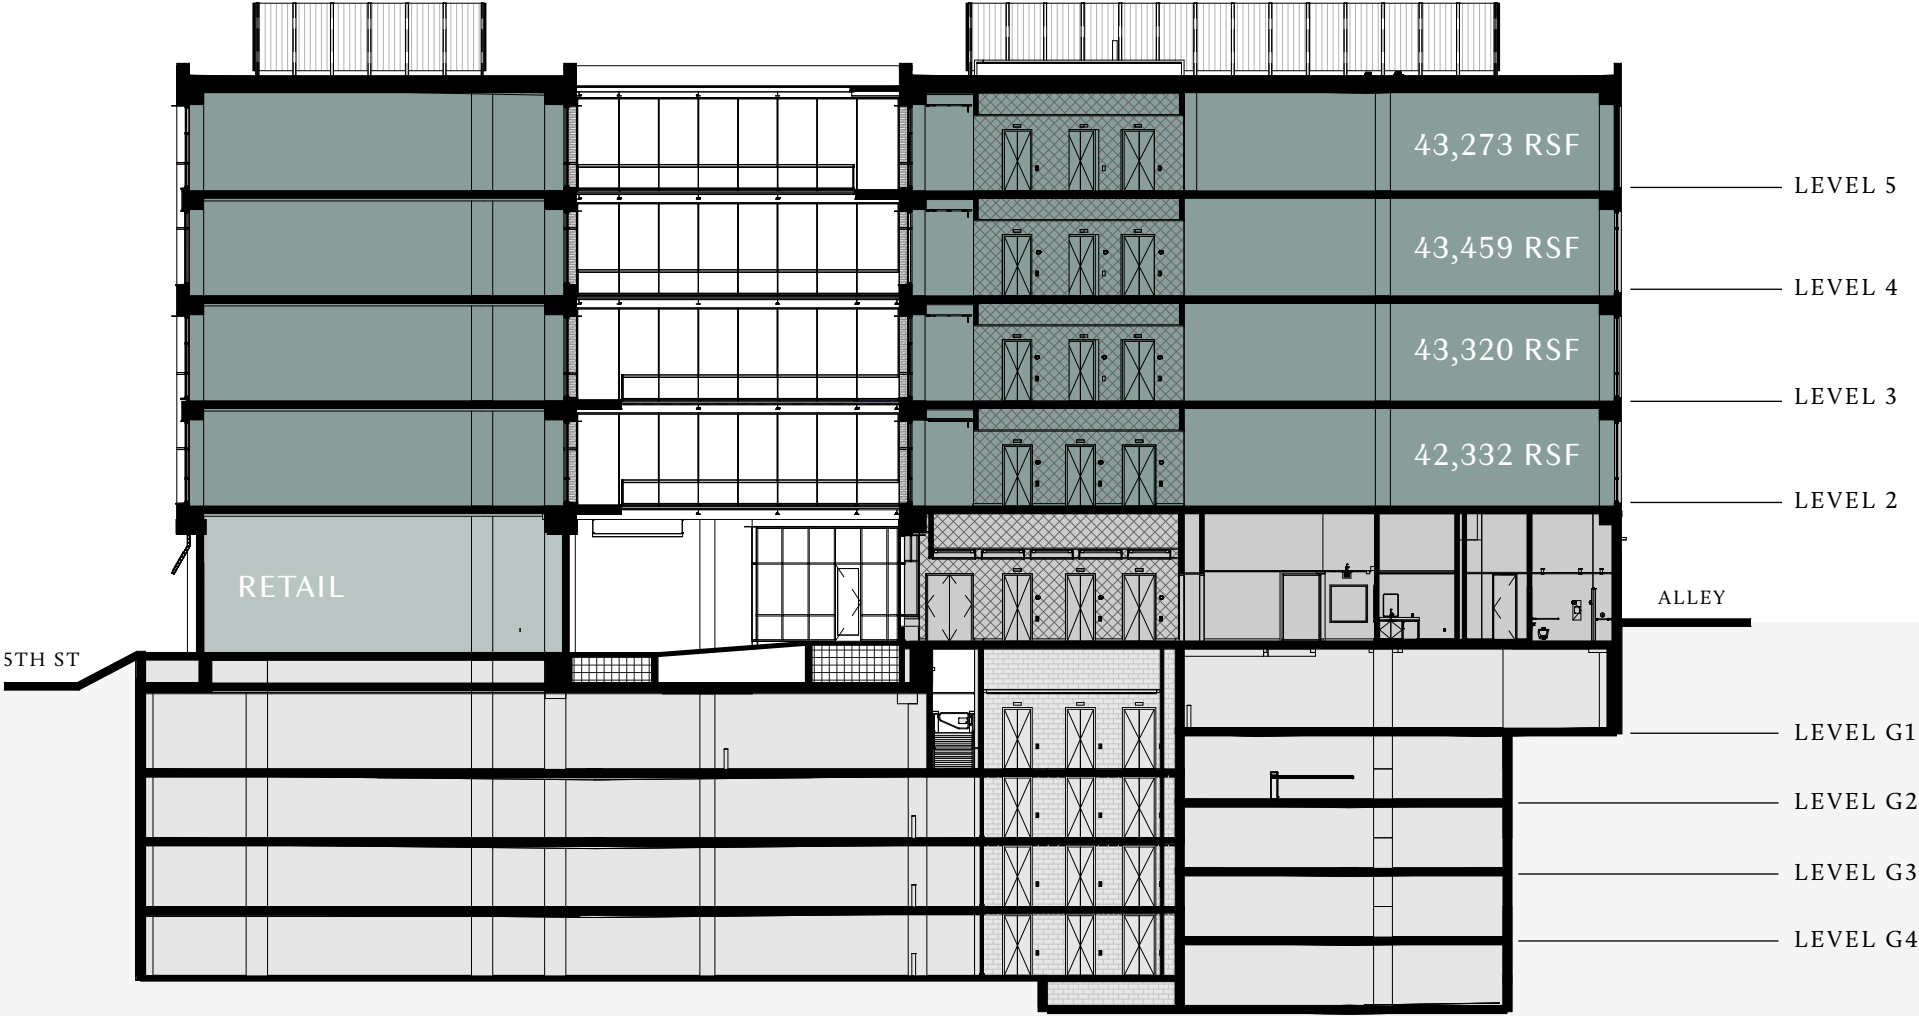 43,273 RSF
LEVEL 5
43,459 RSF
LEVEL 4
43,320 RSF
LEVEL 3
42,332 RSF
LEVEL 2
RETAIL
ALLEY
5TH ST
LEVEL G1
LEVEL G2
LEVEL G3
LEVEL G4